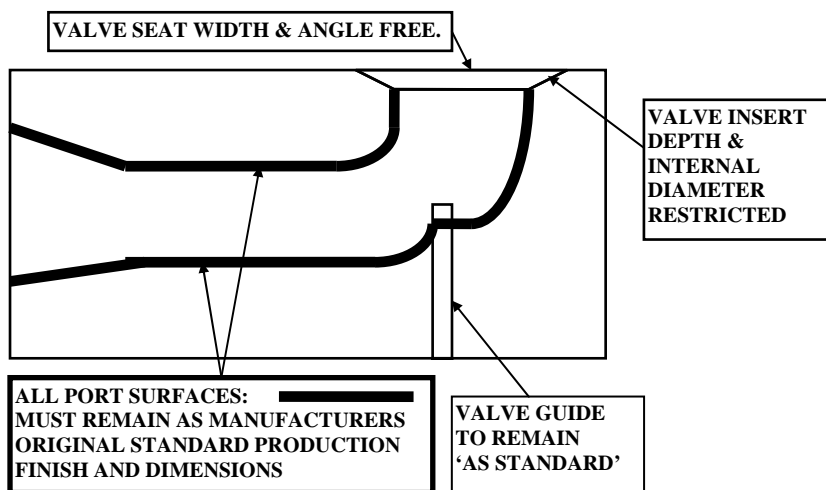 VALVE SEAT WIDTH & ANGLE FREE.
VALVE INSERT
DEPTH &
INTERNAL
DIAMETER
RESTRICTED
ALL PORT SURFACES:
MUST REMAIN AS MANUFACTURERS
ORIGINAL STANDARD PRODUCTION
FINISH AND DIMENSIONS
VALVE GUIDE
TO REMAIN
‘AS STANDARD’